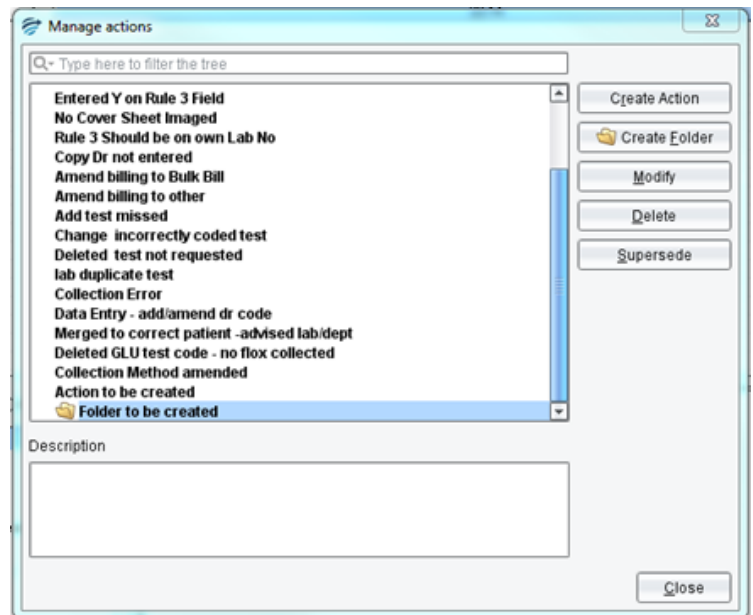 Manage actions
Type here to filter the tree
Entered Y on Rule 3 Field
No Cover Sheet Imaged
Rule 3 Should be on own Lab No
Copy Dr not entered
Amend billing to Bulk Bill
Amend billing to other
Add test missed
Change incorrectly coded test
Deleted test not requested
lab duplicate test
Collection Error
Data Entry - add/amend dr code
Merged to correct patient -advised lab/dept
Deleted GLU test code - no flox collected
Collection Method amended
Action to be created
Folder to be created
Create Action
Create Folder
Modify
Delete
Supersede
Description
Close